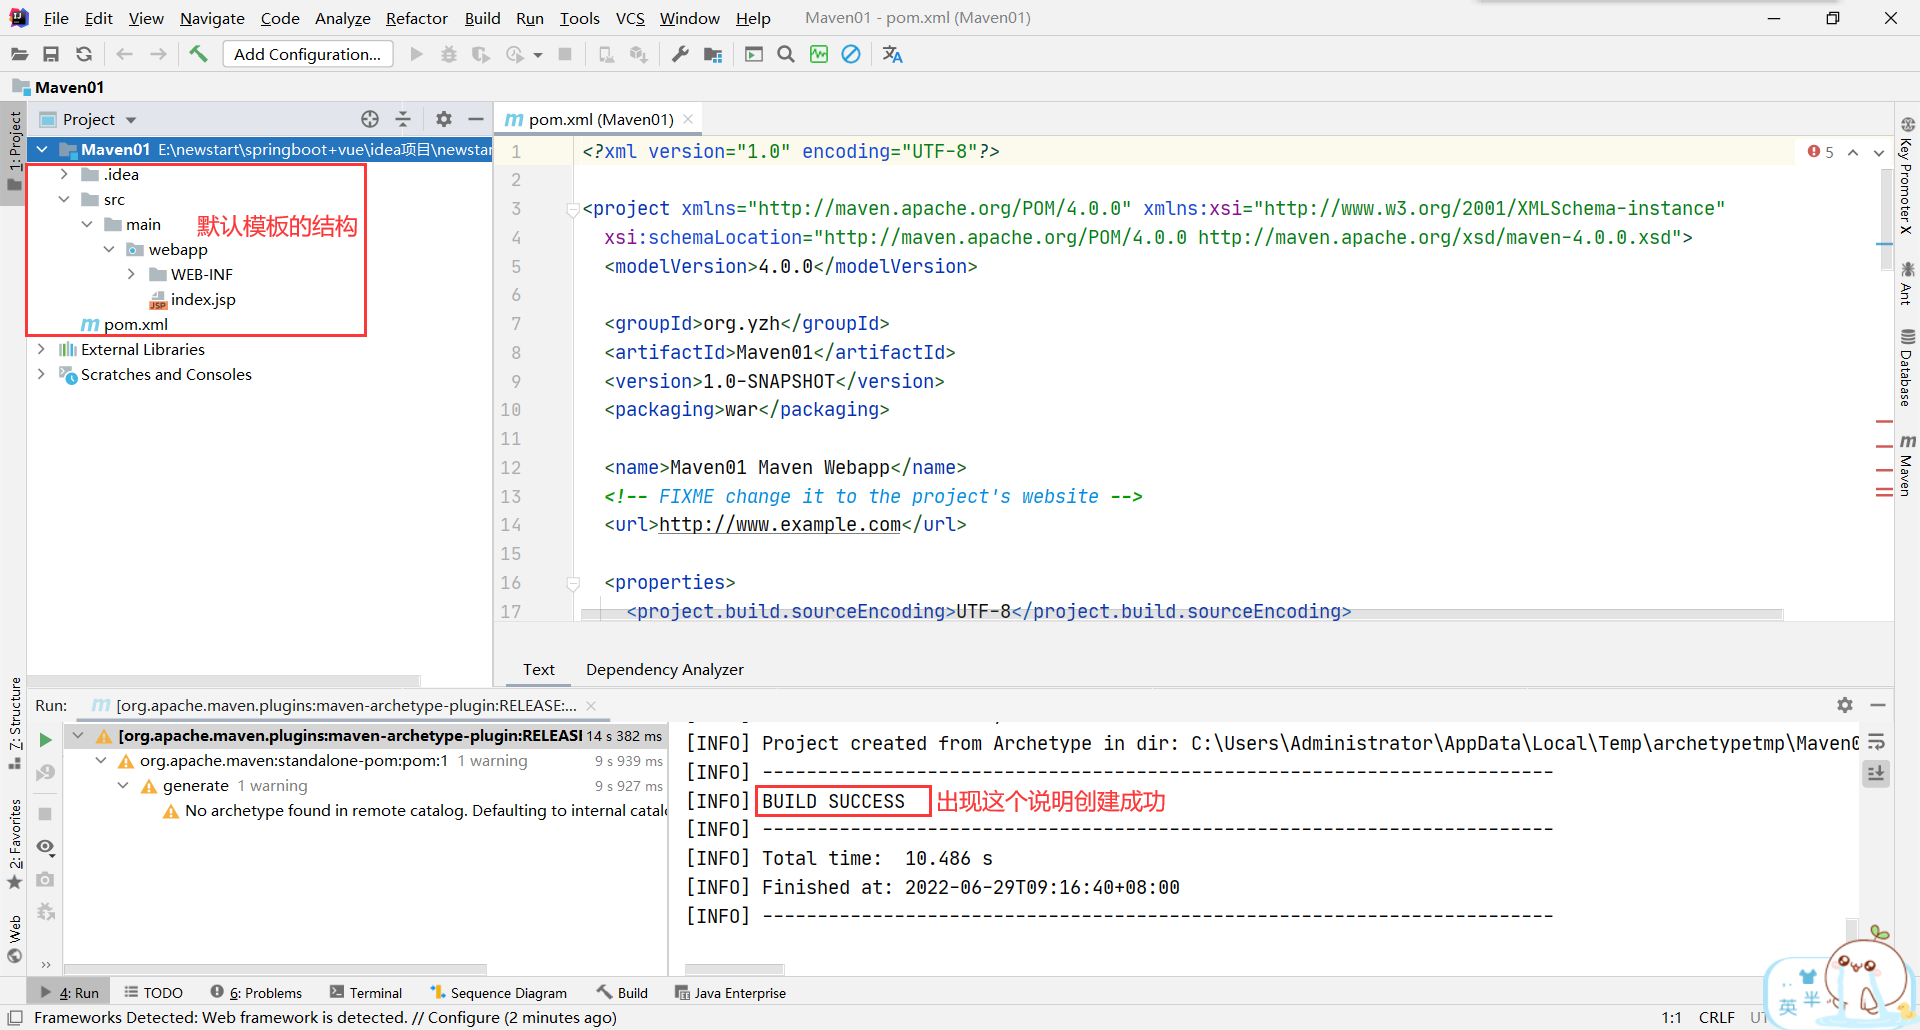 File Edit View Navigate Code Analyze Refactor Build Run Tools VCS Window Help Maven01 - pom.xml (Maven01)
Add Configuration...
Maven01
1: Project
Project
Maven01 E:\newstart\springboot+vue\idea项目\newstar
.idea
src
main
默认模板的结构
webapp
WEB-INF
index.jsp
pom.xml
External Libraries
Scratches and Consoles
pom.xml (Maven01)
5
1 <?xml version="1.0" encoding="UTF-8"?>
2
3 <project xmlns="http://maven.apache.org/POM/4.0.0" xmlns:xsi="http://www.w3.org/2001/XMLSchema-instance"
4 xsi:schemaLocation="http://maven.apache.org/POM/4.0.0 http://maven.apache.org/xsd/maven-4.0.0.xsd">
5 <modelVersion>4.0.0</modelVersion>
6
7 <groupId>org.yzh</groupId>
8 <artifactId>Maven01</artifactId>
9 <version>1.0-SNAPSHOT</version>
10 <packaging>war</packaging>
11
12 <name>Maven01 Maven Webapp</name>
13 <!-- FIXME change it to the project's website -->
14 <url>http://www.example.com</url>
15
16 <properties>
17 <project.build.sourceEncoding>UTF-8</project.build.sourceEncoding>
Text Dependency Analyzer
Key Promoter X
Ant
Database
Maven
7: Structure
2: Favorites
Web
Run: [org.apache.maven.plugins:maven-archetype-plugin:RELEASE:...
[org.apache.maven.plugins:maven-archetype-plugin:RELEASI 14 s 382 ms
org.apache.maven:standalone-pom:pom:1 1 warning 9 s 939 ms
generate 1 warning 9 s 927 ms
No archetype found in remote catalog. Defaulting to internal catal
[INFO] Project created from Archetype in dir: C:\Users\Administrator\AppData\Local\Temp\archetypetmp\Maven0
[INFO] ------------------------------------------------------------------------
[INFO] BUILD SUCCESS 出现这个说明创建成功
[INFO] ------------------------------------------------------------------------
[INFO] Total time: 10.486 s
[INFO] Finished at: 2022-06-29T09:16:40+08:00
[INFO] ------------------------------------------------------------------------
4: Run TODO 6: Problems Terminal Sequence Diagram Build Java Enterprise
Frameworks Detected: Web framework is detected. // Configure (2 minutes ago)
1:1 CRLF UT
英 半